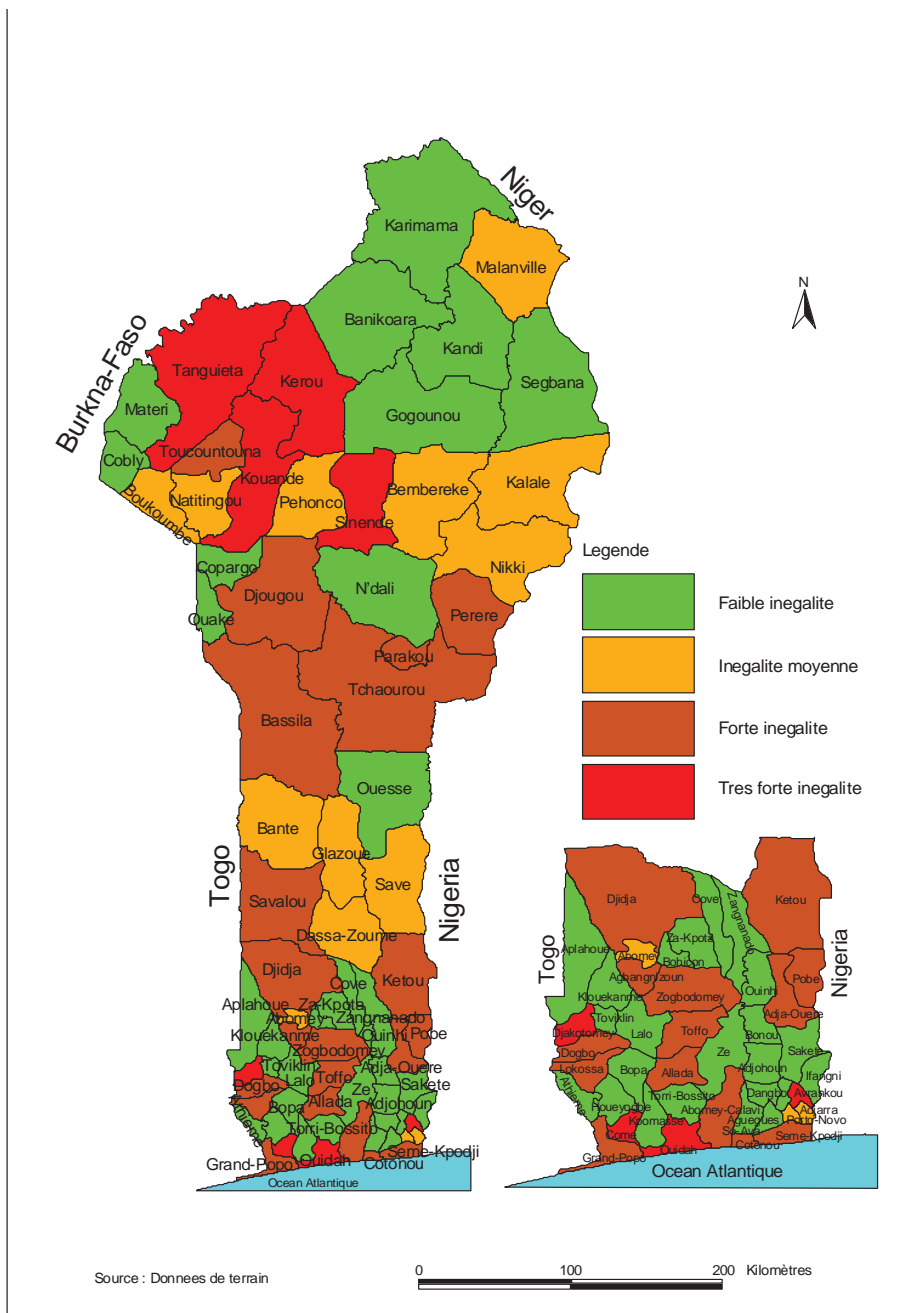 Niger
Karimama
Malanville
N
Burkna-Faso
Banikoara
Kandi
Tanguieta
Kerou
Segbana
Materi
Gogounou
Toucountouna
Cobly
Kouande
Bembereke
Kalale
Boukoumbe
Natitingou
Pehonco
Sinende
Legende
Copargo
Nikki
N'dali
Djougou
Faible inegalite
Ouake
Perere
Parakou
Inegalite moyenne
Tchaourou
Bassila
Forte inegalite
Ouesse
Tres forte inegalite
Bante
Togo
Glazoue
Save
Nigeria
Savalou
Dassa-Zoume
Djidja
Cove
Ketou
Aplahoue
Za-Kpota
Abomey
Zangnanado
Klouekanme
Ouinhi
Pobe
Zogbodomey
Toviklin
Adja-Ouere
Lalo
Toffo
Dogbo
Ze
Sakete
Athieme
Bopa
Allada
Adjohoun
Torri-Bossito
Seme-Kpodji
Grand-Popo
Ouidah
Cotonou
Ocean Atlantique
Togo
Nigeria
Djidja
Cove
Zangnanado
Ketou
Aplahoue
Za-Kpota
Abomey
Bohicon
Agbangnizoun
Klouekanme
Zogbodomey
Ouinhi
Pobe
Toviklin
Adja-Ouere
Djakotomey
Lalo
Toffo
Bonou
Dogbo
Ze
Sakete
Lokossa
Bopa
Allada
Adjohoun
Ifangni
Athieme
Torri-Bossito
Dangbo
Avrankou
Houeyogbe
Abomey-Calavi
Adjarra
Kpomasse
Aguegues
Porto-Novo
Come
So-Ava
Seme-Kpodji
Ouidah
Cotonou
Grand-Popo
Ocean Atlantique
Source : Donnees de terrain
0 100 200 Kilomètres